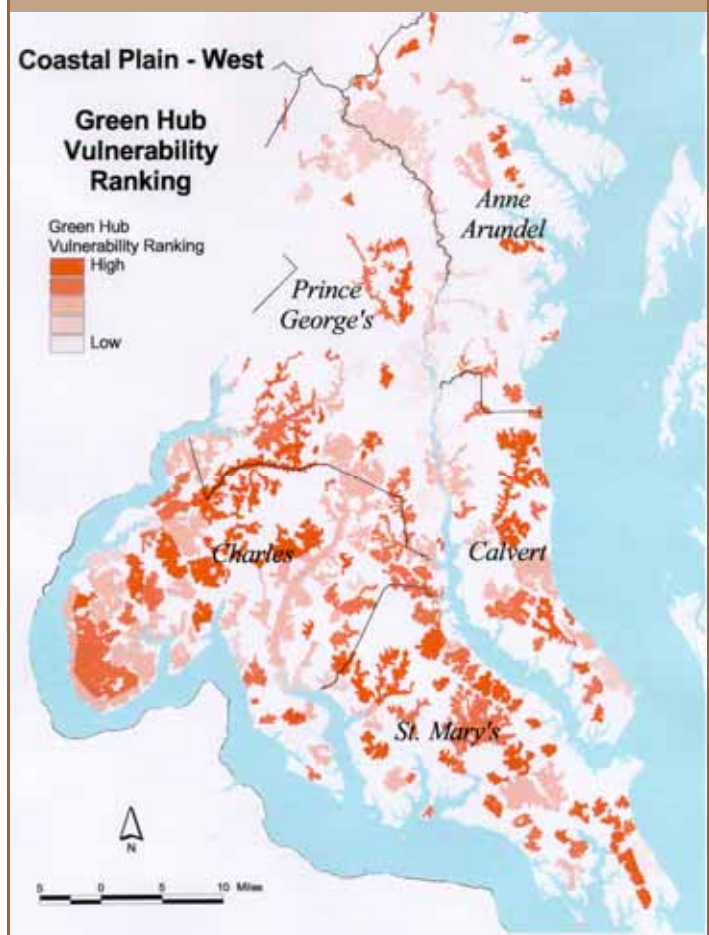 Coastal Plain - West
Green Hub
Vulnerability
Ranking
Green Hub
Vulnerability Ranking
High
Low
Anne
Arundel
Prince
George's
Charles
Calvert
St. Mary's
N
5 0 5 10 Miles